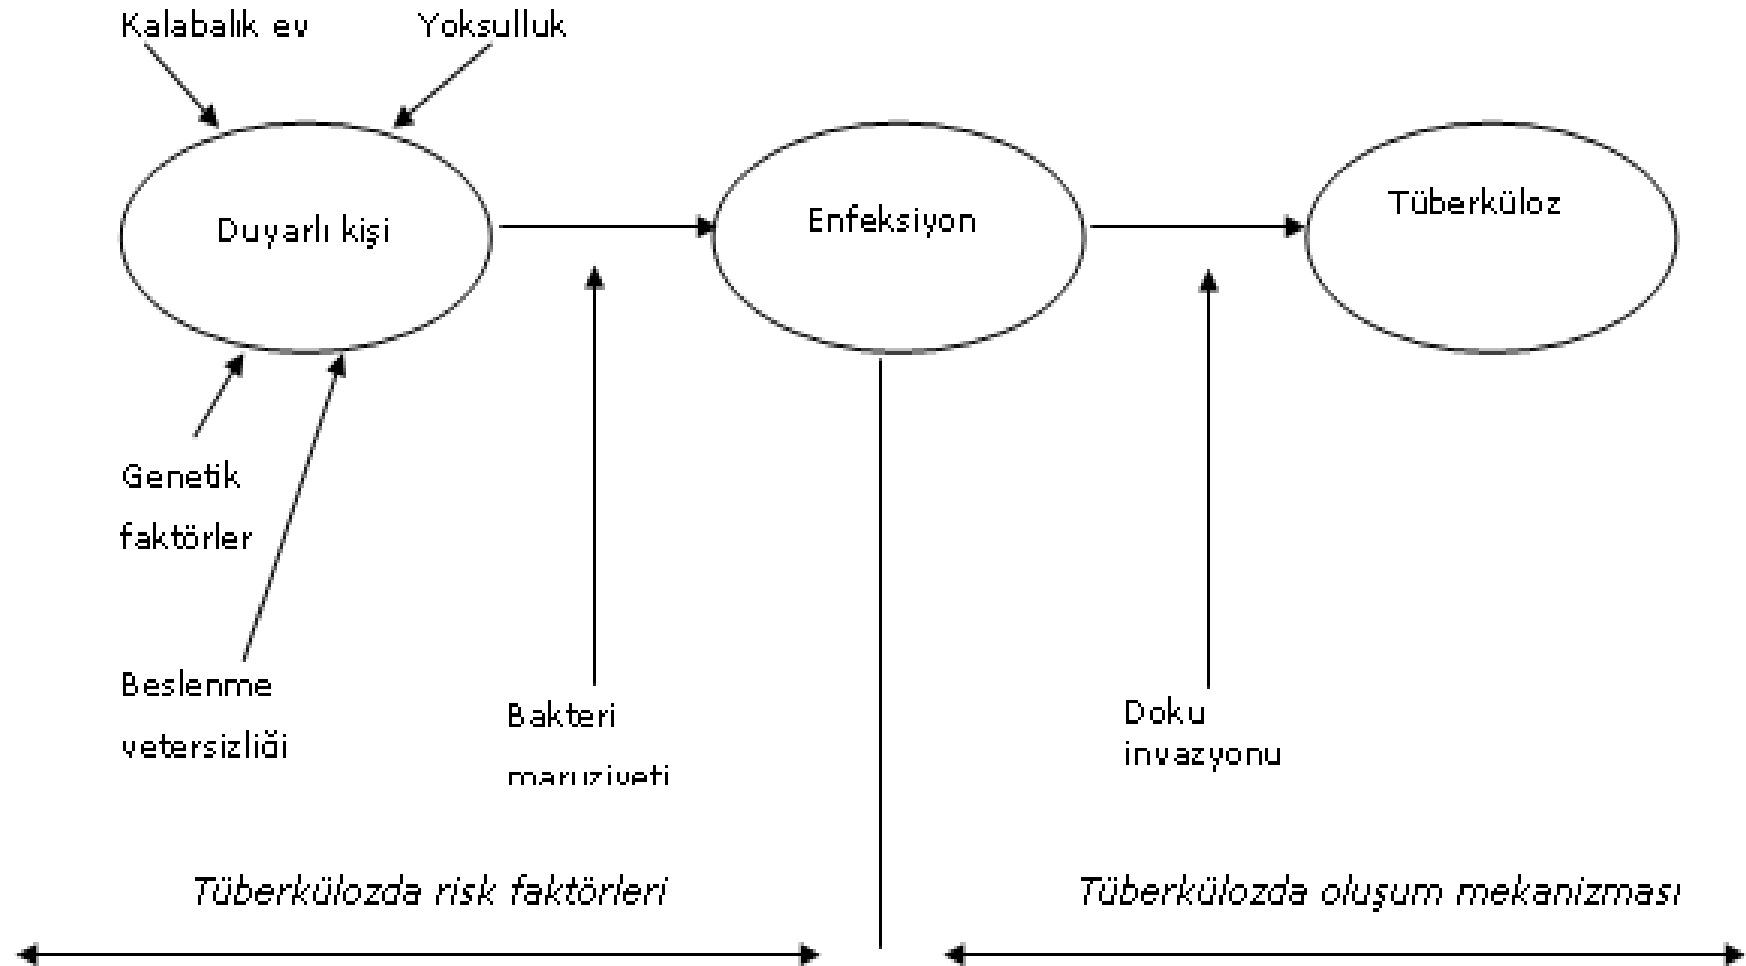 Kalabalık ev
Yoksulluk
Duyarlı kişi
Enfeksiyon
Tüberküloz
Genetik
faktörler
Beslenme
yetersizliği
Bakteri
maruziyeti
Doku
invazyonu
Tüberkülozda risk faktörleri
Tüberkülozda oluşum mekanizması